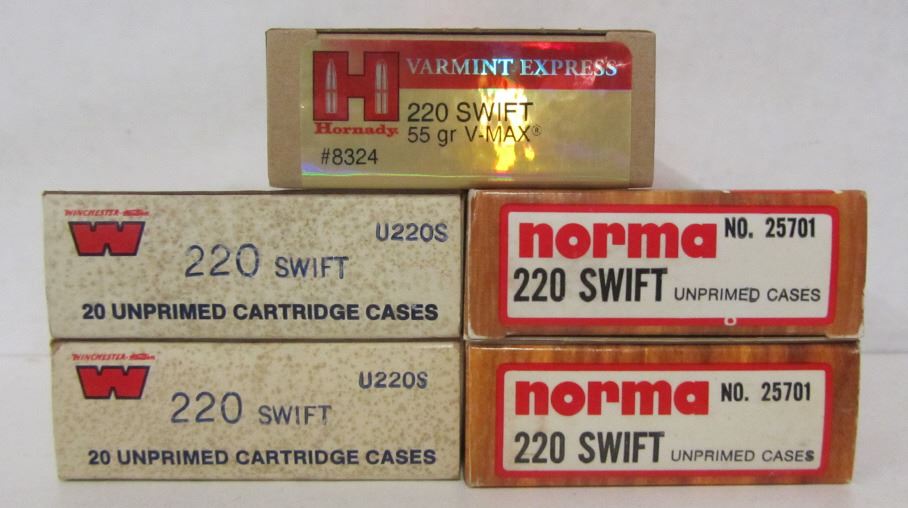 VARMINT EXPRESS
Hornady
220 SWIFT
55 gr V-MAX®
#8324
WINCHESTER-Western
U220S
220 SWIFT
20 UNPRIMED CARTRIDGE CASES
norma NO. 25701
220 SWIFT UNPRIMED CASES
WINCHESTER-Western
U220S
220 SWIFT
20 UNPRIMED CARTRIDGE CASES
norma NO. 25701
220 SWIFT UNPRIMED CASES